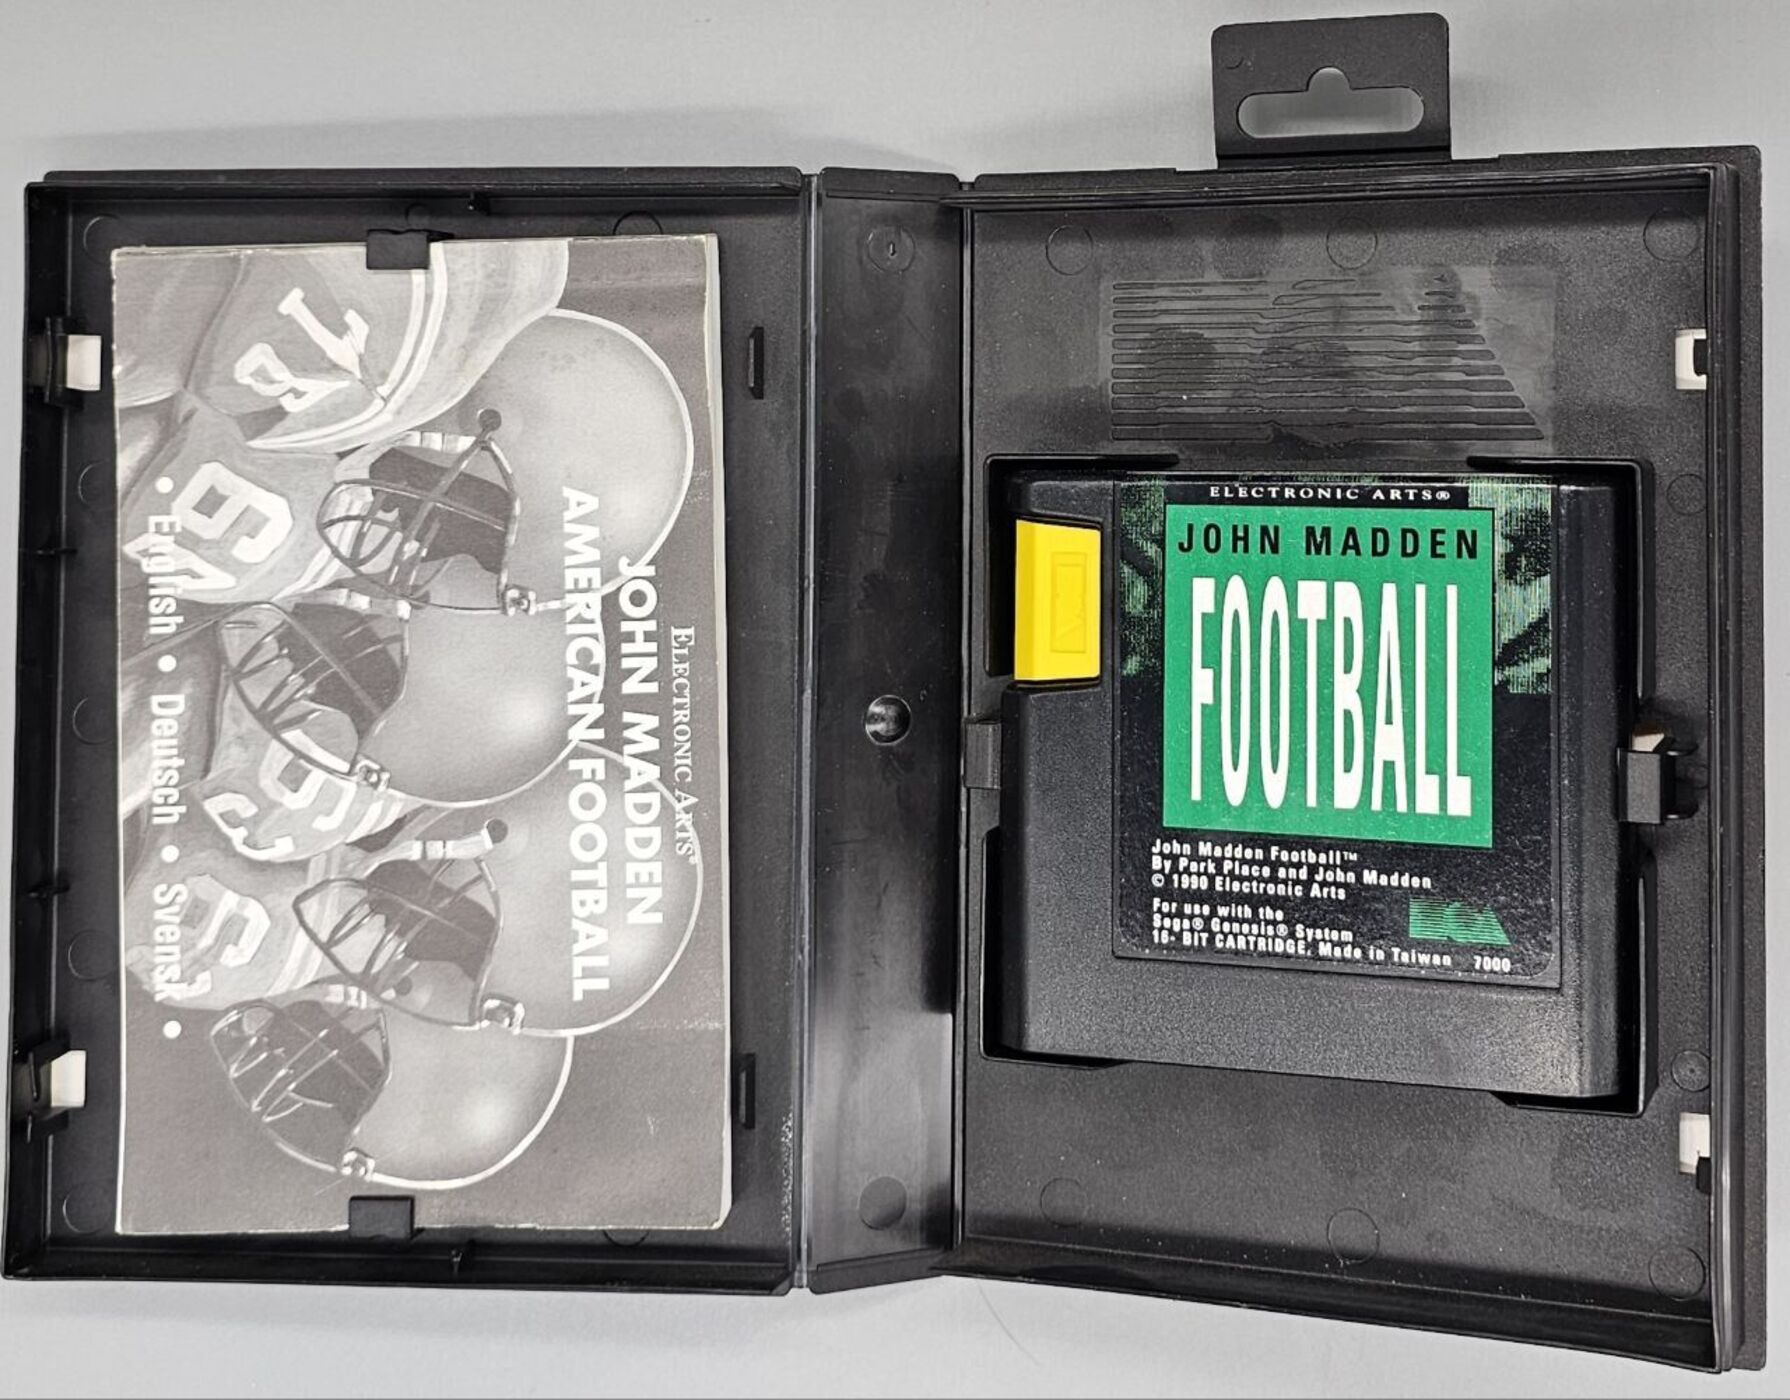 ELECTRONIC ARTS®
JOHN MADDEN
AMERICAN FOOTBALL
• English • Deutsch • Svensk •
78
ELECTRONIC ARTS®
JOHN MADDEN
FOOTBALL
John Madden Football™
By Park Place and John Madden
© 1990 Electronic Arts
For use with the
Sega® Genesis® System
16- BIT CARTRIDGE, Made in Taiwan 7000
EA